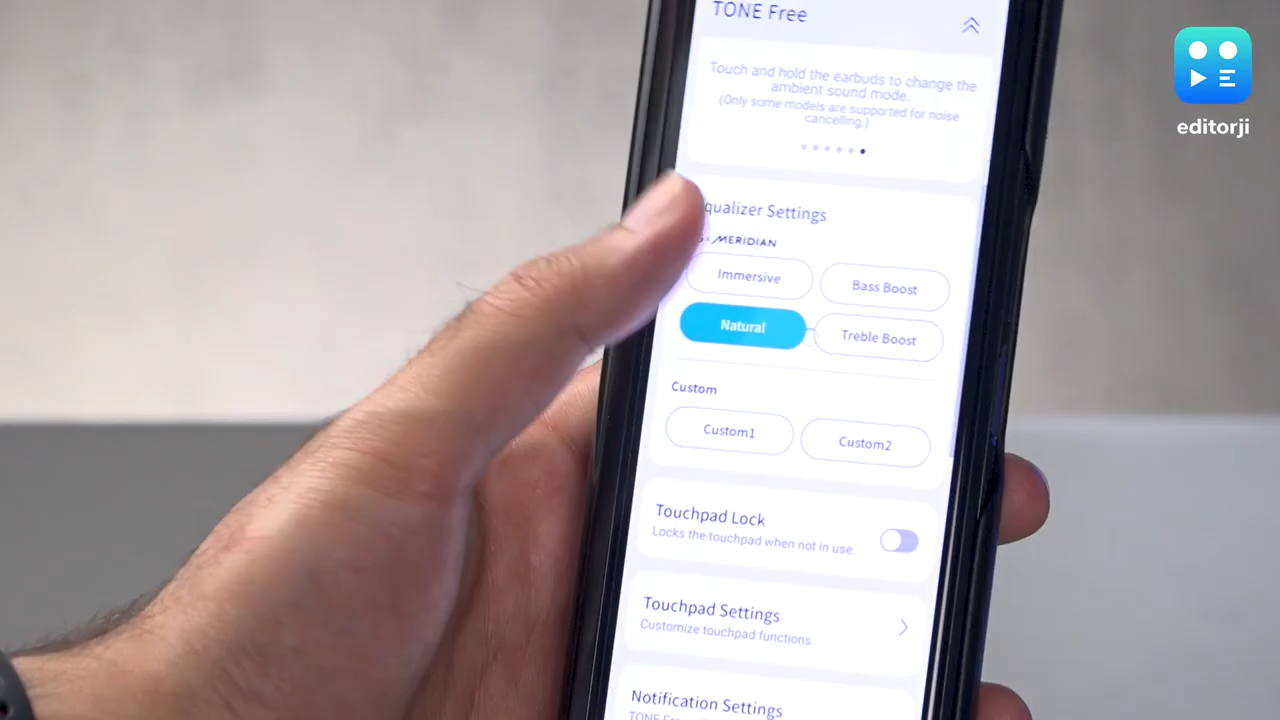 TONE Free
Touch and hold the earbuds to change the
ambient sound mode.
(Only some models are supported for noise
cancelling.)
editorji
qualizer Settings
MERIDIAN
Immersive
Bass Boost
Natural
Treble Boost
Custom
Custom1
Custom2
Touchpad Lock
Locks the touchpad when not in use.
Touchpad Settings
Customize touchpad functions.
Notification Settings
TONE